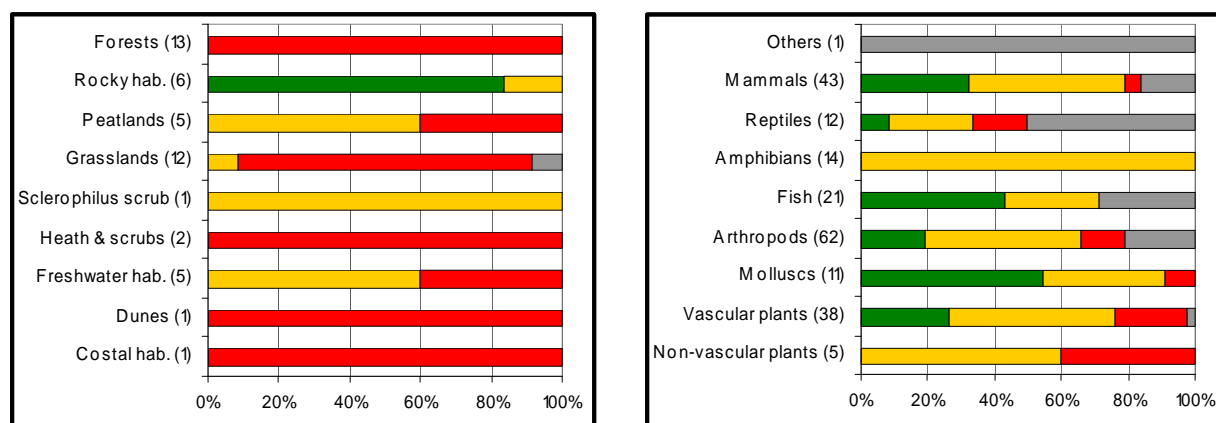 Forests (13)
Rocky hab. (6)
Peatlands (5)
Grasslands (12)
Sclerophilus scrub (1)
Heath & scrubs (2)
Freshwater hab. (5)
Dunes (1)
Costal hab. (1)
0% 20% 40% 60% 80% 100%
Others (1)
Mammals (43)
Reptiles (12)
Amphibians (14)
Fish (21)
Arthropods (62)
Molluscs (11)
Vascular plants (38)
Non-vascular plants (5)
0% 20% 40% 60% 80% 100%